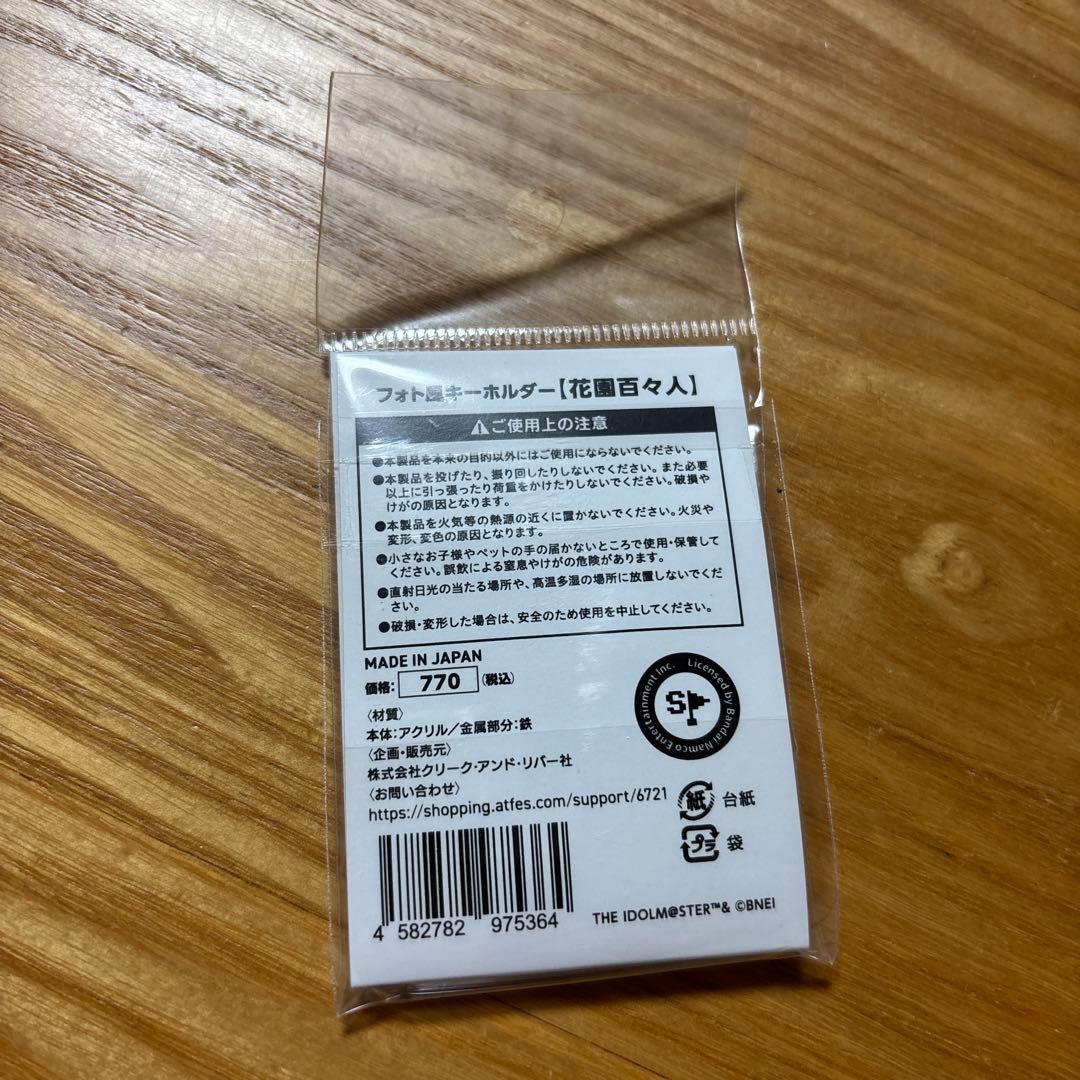 フォト風キーホルダー【花園百々人】
⚠ご使用上の注意
●本製品を本来の目的以外にはご使用にならないでください。
●本製品を投げたり、振り回したりしないでください。また必要
以上に引っ張ったり荷重をかけたりしないでください。破損や
けがの原因となります。
●本製品を火気等の熱源の近くに置かないでください。火災や
変形、変色の原因となります。
●小さなお子様やペットの手の届かないところで使用・保管して
ください。誤飲による窒息やけがの危険があります。
●直射日光の当たる場所や、高温多湿の場所に放置しないでくだ
さい。
●破損・変形した場合は、安全のため使用を中止してください。
MADE IN JAPAN
価格: 770 (税込)
〈材質〉
本体:アクリル/金属部分:鉄
〈企画・販売元〉
株式会社クリーク・アンド・リバー社
〈お問い合わせ〉
https://shopping.atfes.com/support/6721
Licensed by Bandai Namco Entertainment Inc.
S
紙 台紙
プラ 袋
4 582782 975364
THE IDOLM@STER™& ©BNEI